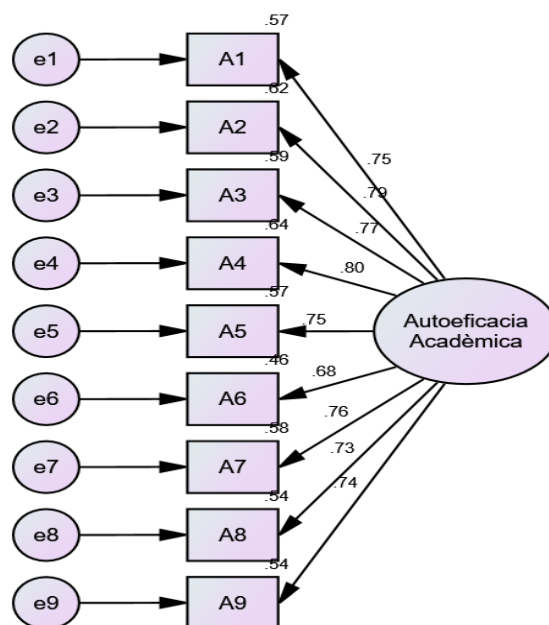 .57
e1
A1
.62
.75
e2
A2
.59
.79
e3
A3
.77
.64
e4
A4
.80
.57
e5
A5
.75
Autoeficacia
Acadèmica
.46
e6
A6
.68
.58
.76
e7
A7
.73
.54
.74
e8
A8
.54
e9
A9